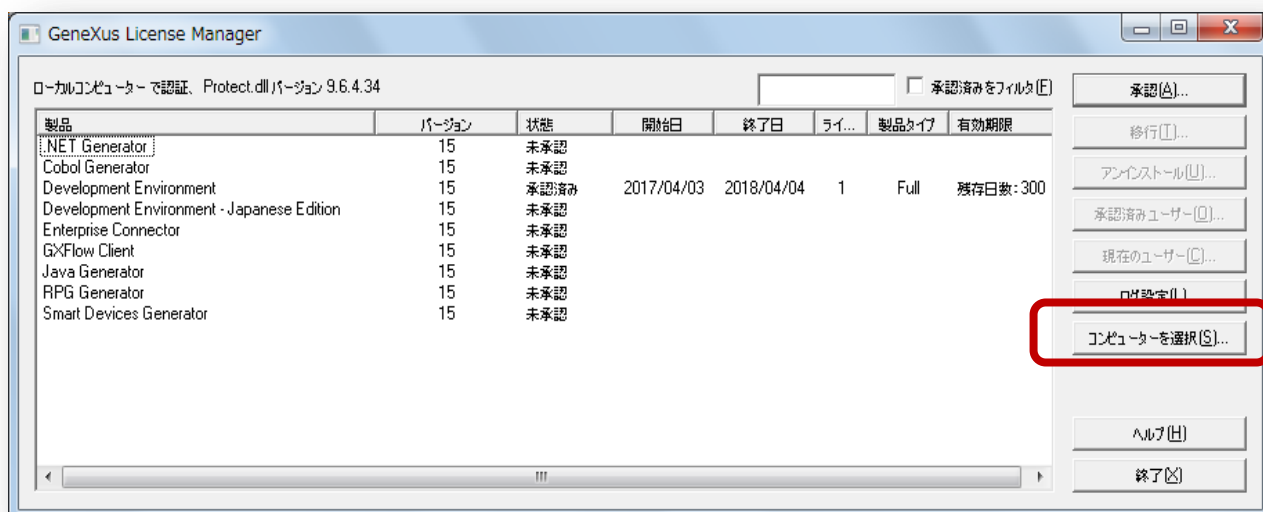 GeneXus License Manager
ローカルコンピューター で認証、Protect.dll バージョン 9.6.4.34
承認済みをフィルタ(F)
承認(A)...
製品 バージョン 状態 開始日 終了日 ライ... 製品タイプ 有効期限
.NET Generator 15 未承認
移行(T)...
Cobol Generator 15 未承認
アンインストール(U)...
Development Environment 15 承認済み 2017/04/03 2018/04/04 1 Full 残存日数:300
Development Environment - Japanese Edition 15 未承認
承認済みユーザー(O)...
Enterprise Connector 15 未承認
GXFlow Client 15 未承認
現在のユーザー(C)...
Java Generator 15 未承認
RPG Generator 15 未承認
ログ設定(L)
Smart Devices Generator 15 未承認
コンピューターを選択(S)...
ヘルプ(H)
終了(X)